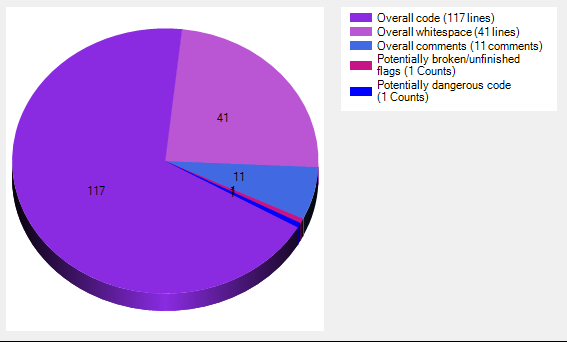 Overall code (117 lines)
Overall whitespace (41 lines)
Overall comments (11 comments)
Potentially broken/unfinished
flags (1 Counts)
Potentially dangerous code
(1 Counts)
41
11
1
1
117